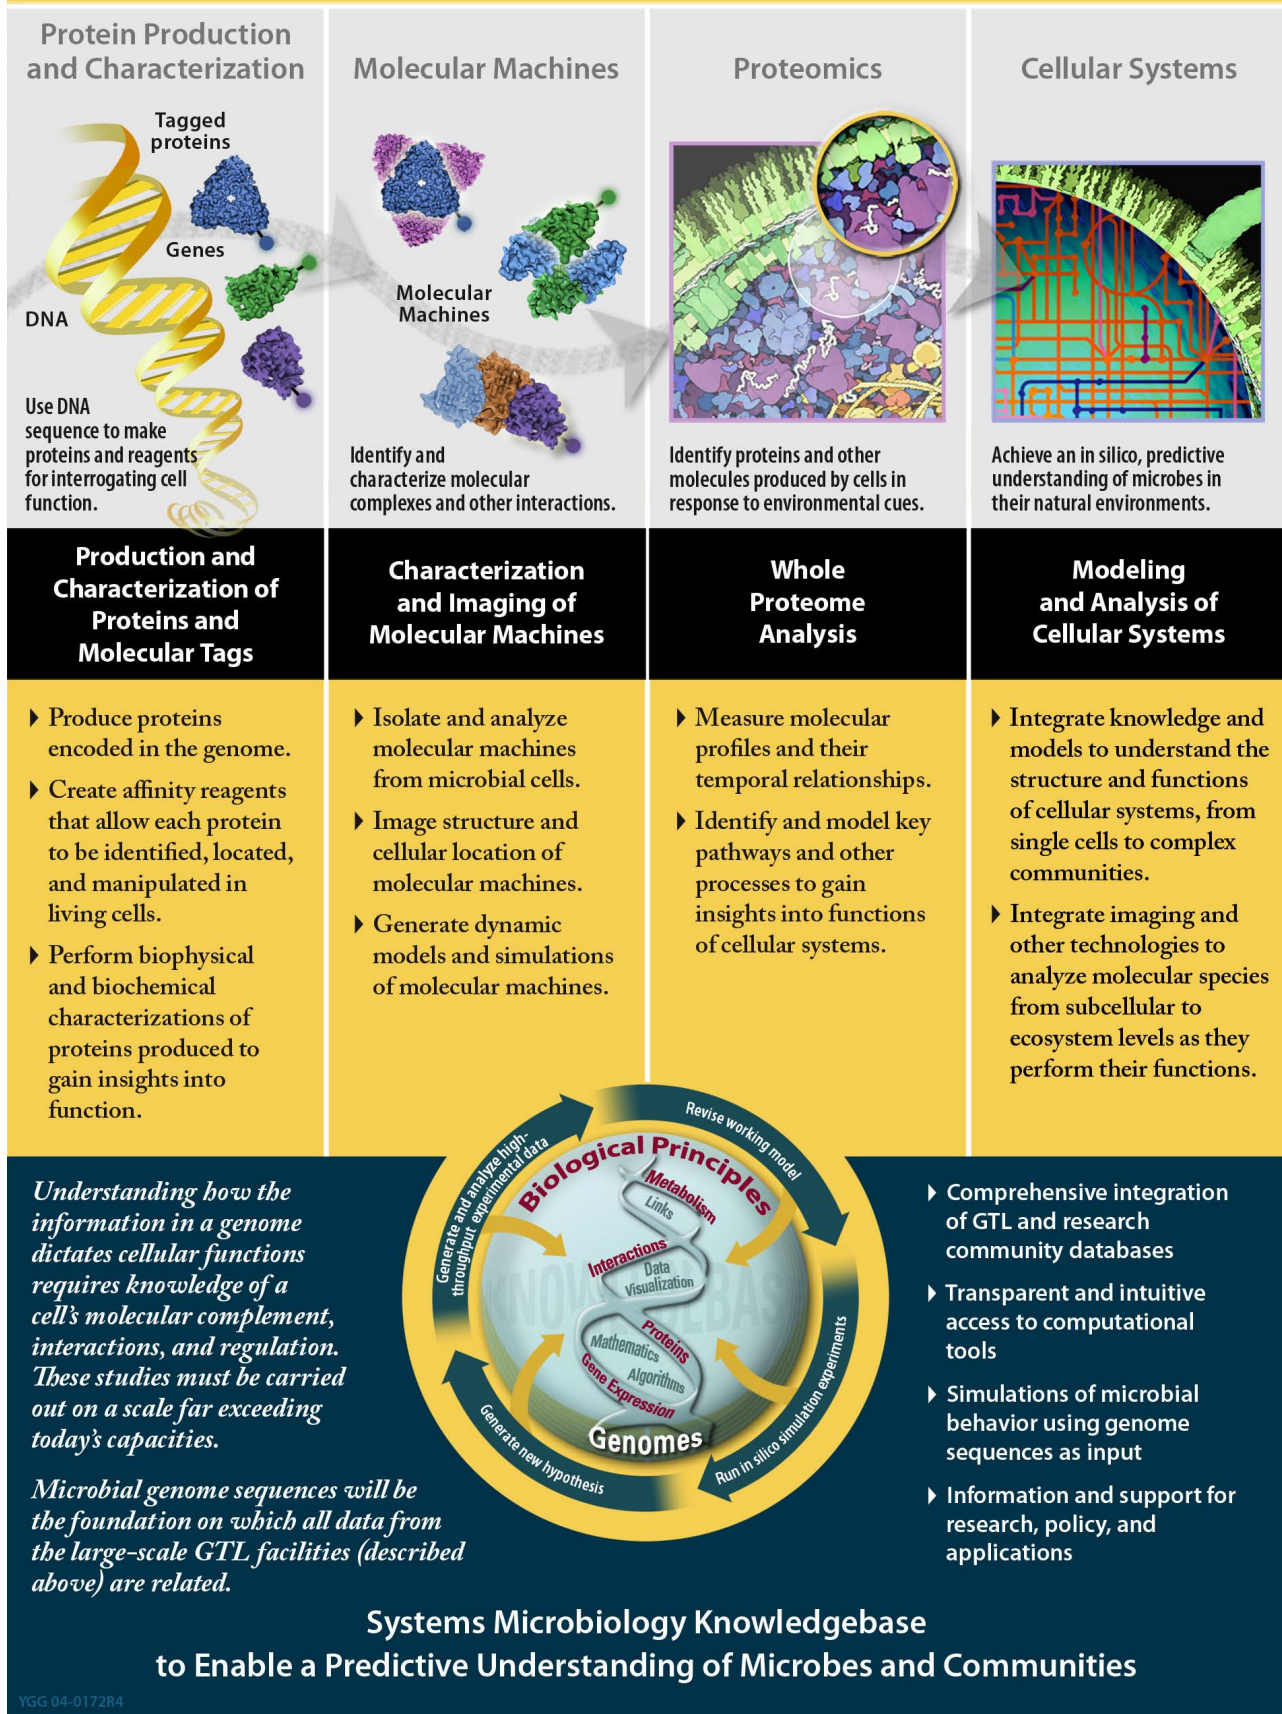 Protein Production
and Characterization
Tagged
proteins
Genes
DNA
Use DNA
sequence to make
proteins and reagents
for interrogating cell
function.
Molecular Machines
Molecular
Machines
Identify and
characterize molecular
complexes and other interactions.
Proteomics
Identify proteins and other
molecules produced by cells in
response to environmental cues.
Cellular Systems
Achieve an in silico, predictive
understanding of microbes in
their natural environments.
Production and
Characterization of
Proteins and
Molecular Tags
Characterization
and Imaging of
Molecular Machines
Whole
Proteome
Analysis
Modeling
and Analysis of
Cellular Systems
Produce proteins
encoded in the genome.
Create affinity reagents
that allow each protein
to be identified, located,
and manipulated in
living cells.
Perform biophysical
and biochemical
characterizations of
proteins produced to
gain insights into
function.
Isolate and analyze
molecular machines
from microbial cells.
Image structure and
cellular location of
molecular machines.
Generate dynamic
models and simulations
of molecular machines.
Measure molecular
profiles and their
temporal relationships.
Identify and model key
pathways and other
processes to gain
insights into functions
of cellular systems.
Integrate knowledge and
models to understand the
structure and functions
of cellular systems, from
single cells to complex
communities.
Integrate imaging and
other technologies to
analyze molecular species
from subcellular to
ecosystem levels as they
perform their functions.
Understanding how the
information in a genome
dictates cellular functions
requires knowledge of a
cell's molecular complement,
interactions, and regulation.
These studies must be carried
out on a scale far exceeding
today's capacities.
Microbial genome sequences will be
the foundation on which all data from
the large-scale GTL facilities (described
above) are related.
Generate and analyze high-
throughput experimental data
Revise working model
Run in silico simulation experiments
Generate new hypothesis
Biological Principles
Metabolism
Links
Interactions
Data
Visualization
Proteins
Mathematics
Algorithms
Gene Expression
Genomes
Comprehensive integration
of GTL and research
community databases
Transparent and intuitive
access to computational
tools
Simulations of microbial
behavior using genome
sequences as input
Information and support for
research, policy, and
applications
Systems Microbiology Knowledgebase
to Enable a Predictive Understanding of Microbes and Communities
YGG 04-0172R4